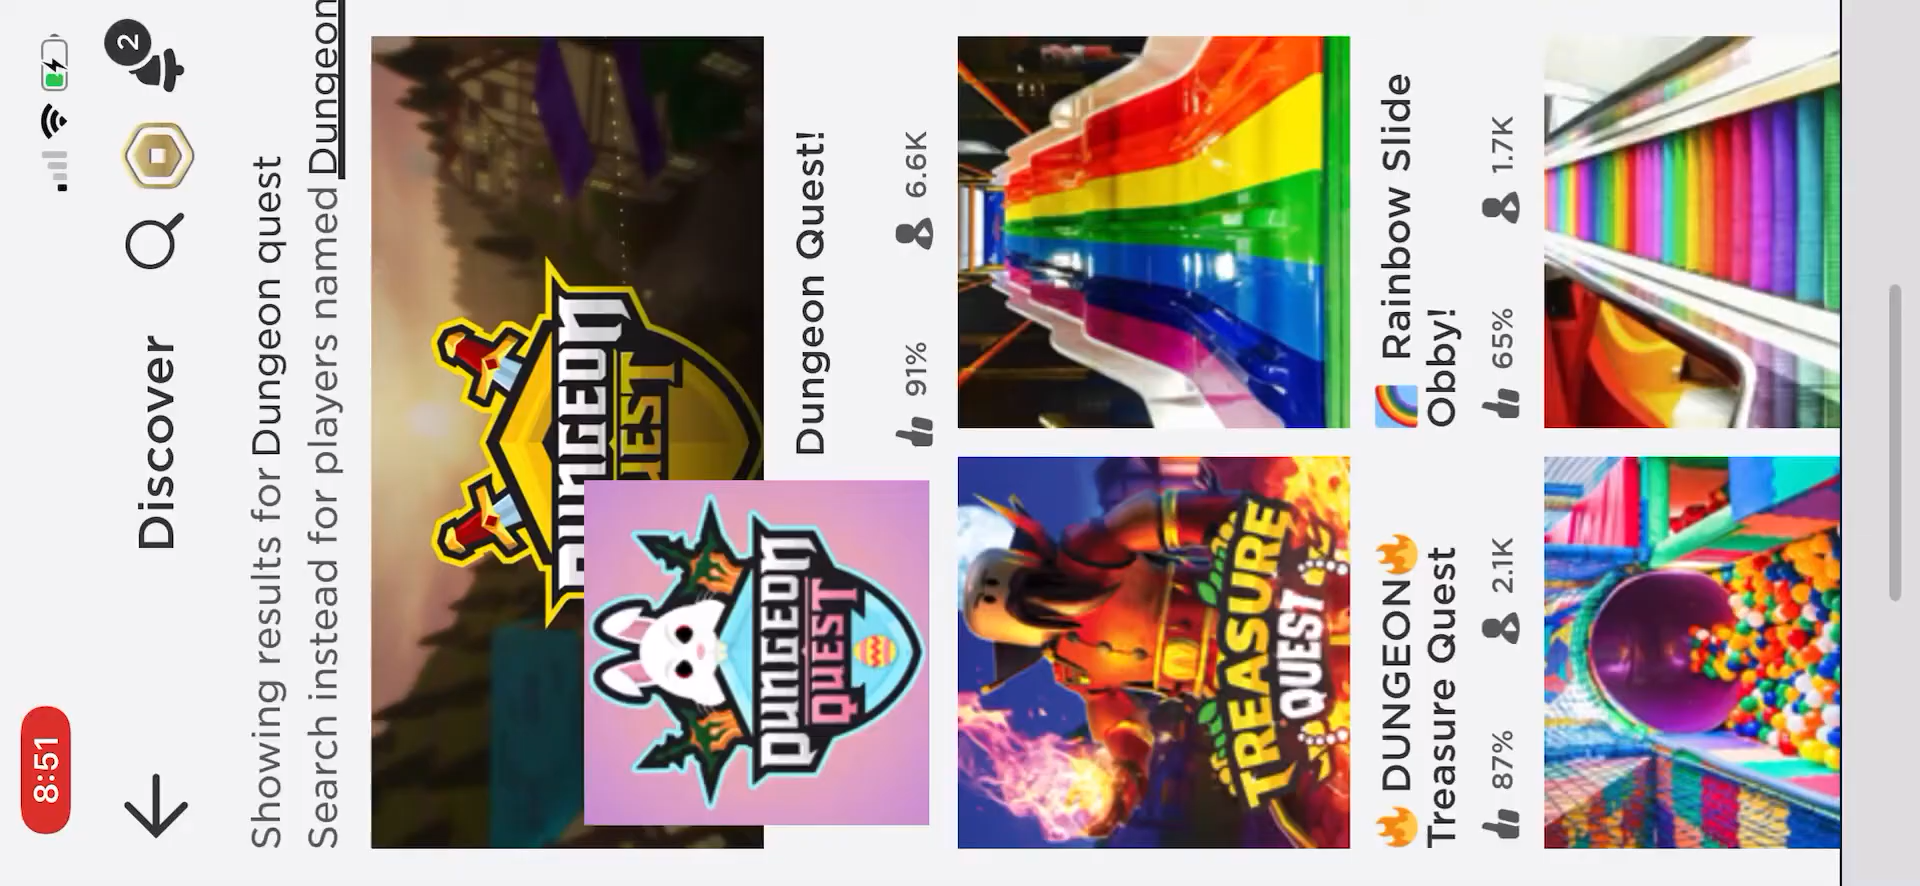 8:51
Discover
2
Showing results for Dungeon quest
Search instead for players named Dungeon
DUNGEON
QUEST
DUNGEON
QUEST
Dungeon Quest!
91% 6.6K
TREASURE
QUEST
🔥 DUNGEON🔥
Treasure Quest
87% 2.1K
🌈 Rainbow Slide
Obby!
65% 1.7K